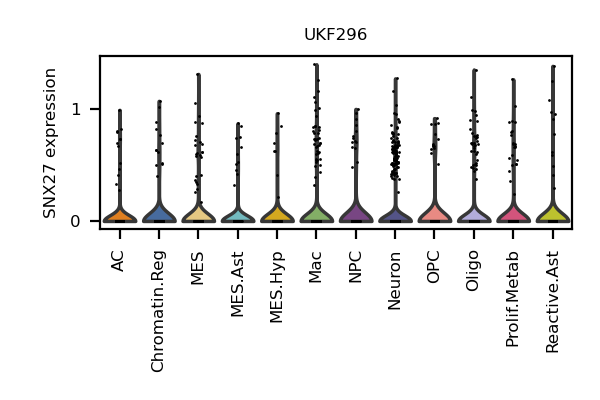 UKF296
SNX27 expression
1
0
AC
Chromatin.Reg
MES
MES.Ast
MES.Hyp
Mac
NPC
Neuron
OPC
Oligo
Prolif.Metab
Reactive.Ast